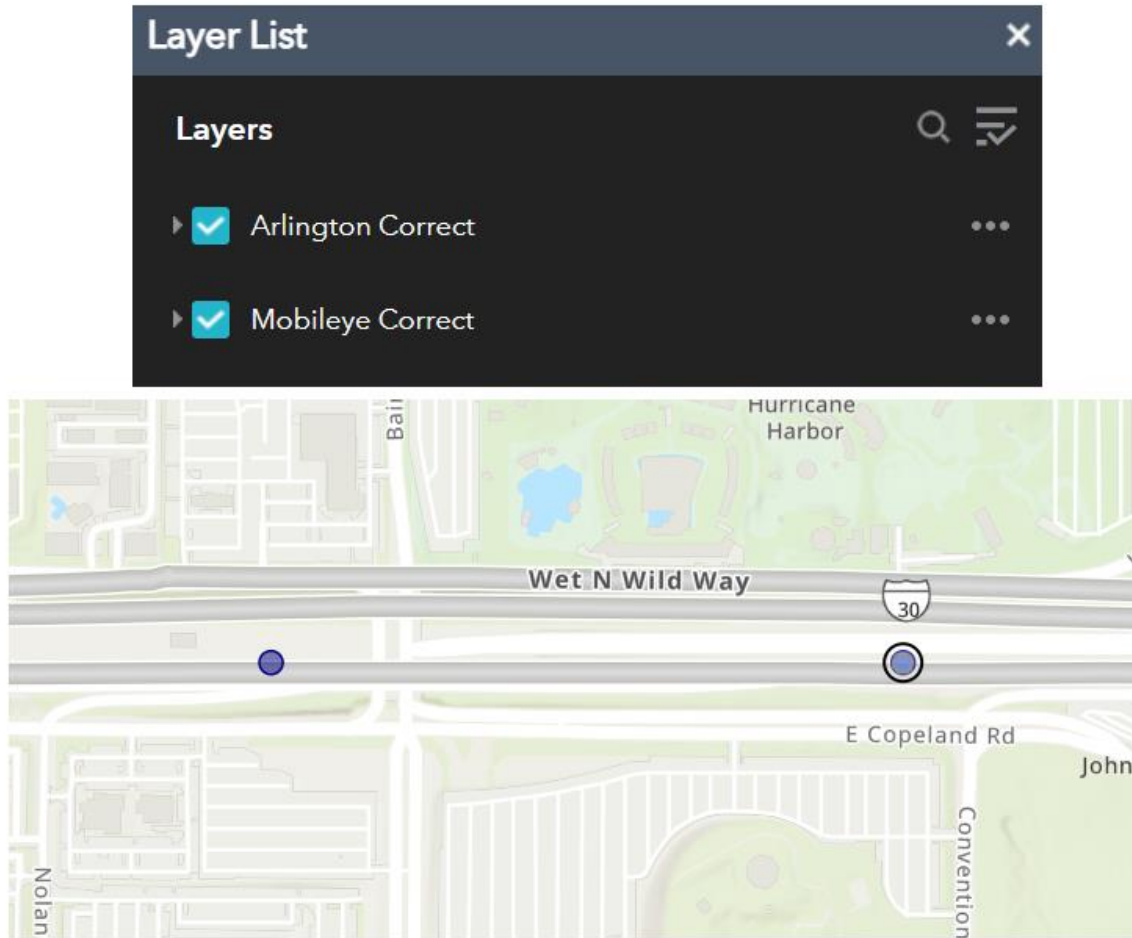 Layer List
Layers
Arlington Correct
Mobileye Correct
Hurricane
Harbor
Wet N Wild Way
30
E Copeland Rd
John
Convention
Nolan